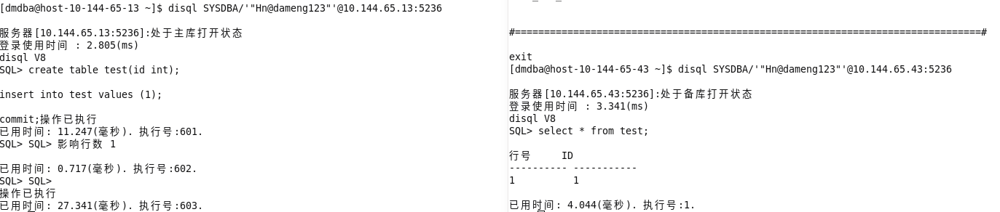 [dmdba@host-10-144-65-13 ~]$ disql SYSDBA/'"Hn@dameng123"'@10.144.65.13:5236
服务器[10.144.65.13:5236]:处于主库打开状态
登录使用时间 : 2.805(ms)
disql V8
SQL> create table test(id int);
insert into test values (1);
commit;操作已执行
已用时间: 11.247(毫秒). 执行号:601.
SQL> SQL> 影响行数 1
已用时间: 0.717(毫秒). 执行号:602.
SQL> SQL>
操作已执行
已用时间: 27.341(毫秒). 执行号:603.
#================================================================================#
exit
[dmdba@host-10-144-65-43 ~]$ disql SYSDBA/'"Hn@dameng123"'@10.144.65.43:5236
服务器[10.144.65.43:5236]:处于备库打开状态
登录使用时间 : 3.341(ms)
disql V8
SQL> select * from test;
行号 ID
---------- -----------
1 1
已用时间: 4.044(毫秒). 执行号:1.